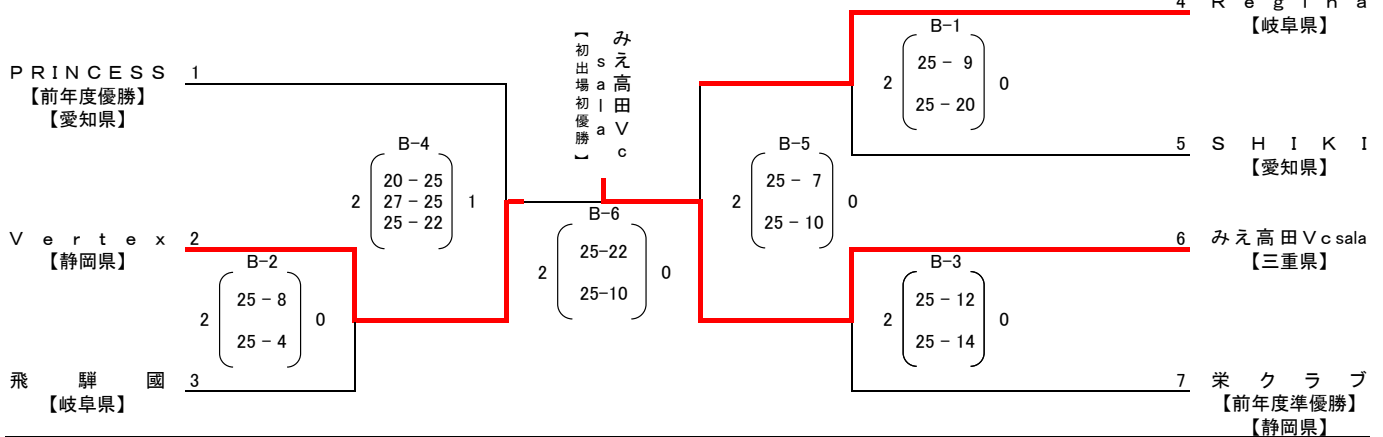 4 Ｒｅｇｉｎａ
【岐阜県】
B-1
2 25 - 9 0
25 - 20
みえ高田Ｖｃ
sala
【初出場初優勝】
ＰＲＩＮＣＥＳＳ 1
【前年度優勝】
【愛知県】
5 ＳＨＩＫＩ
【愛知県】
B-4
20 - 25
2 27 - 25 1
25 - 22
B-5
25 - 7
2 0
25 - 10
B-6
25-22
2 0
25-10
Ｖｅｒｔｅｘ 2
【静岡県】
6 みえ高田Ｖｃsala
【三重県】
B-2
25 - 8
2 0
25 - 4
B-3
25 - 12
2 0
25 - 14
飛騨國 3
【岐阜県】
7 栄クラブ
【前年度準優勝】
【静岡県】